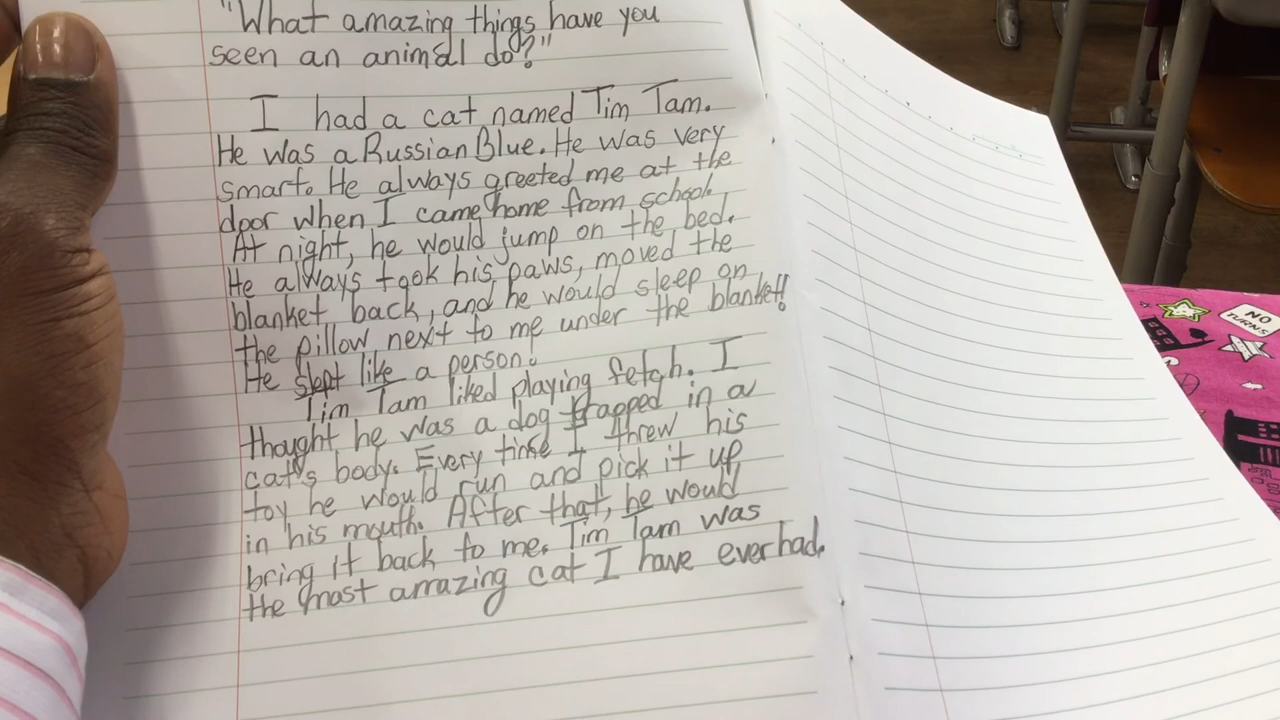 "What amazing things have you
seen an animal do?"
I had a cat named Tim Tam.
He was a Russian Blue. He was very
smart. He always greeted me at the
door when I came home from school.
At night, he would jump on the bed.
He always took his paws, moved the
blanket back, and he would sleep on
the pillow next to me under the blanket!
He slept like a person.
Tim Tam liked playing fetch. I
thought he was a dog trapped in a
cat's body. Every time I threw his
toy he would run and pick it up
in his mouth. After that, he would
bring it back to me. Tim Tam was
the most amazing cat I have ever had.
NO
TURNS